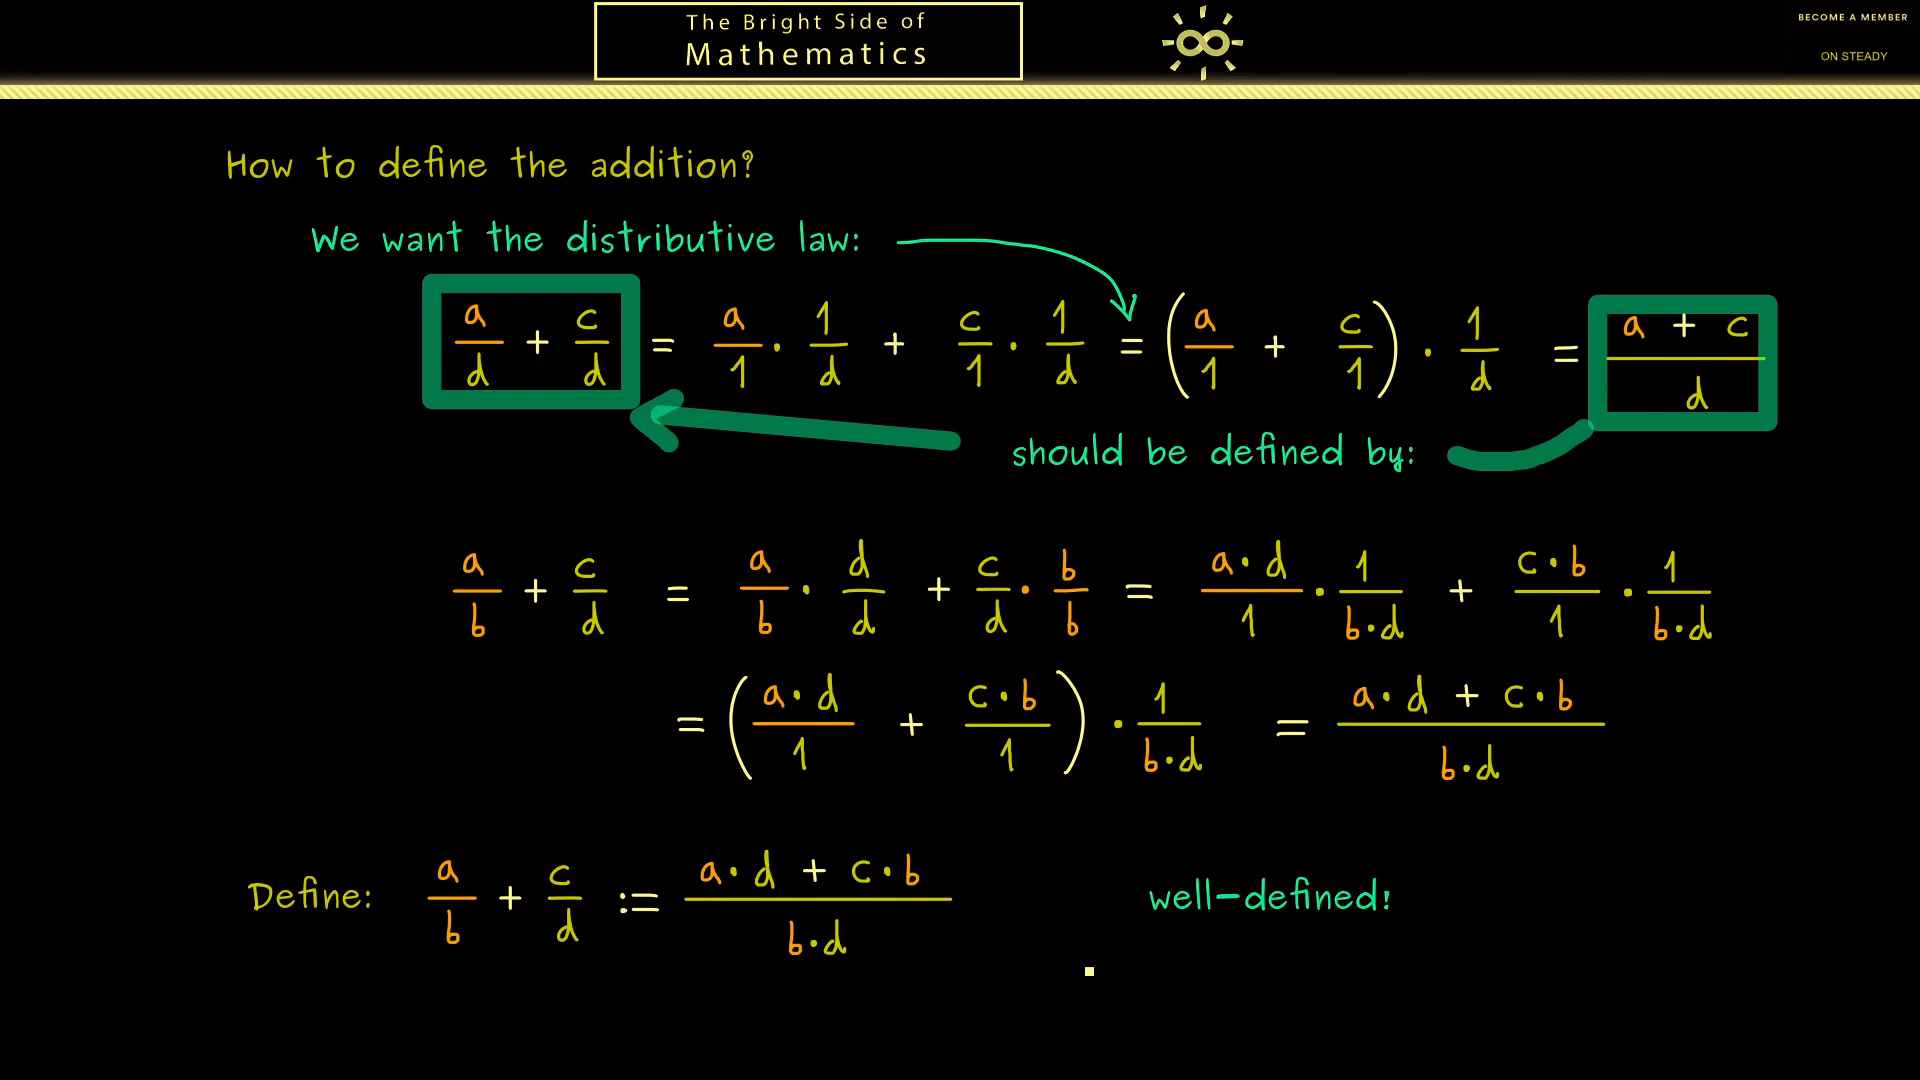 The Bright Side of
Mathematics
BECOME A MEMBER
ON STEADY
How to define the addition?
We want the distributive law:
a/d + c/d = a/1 · 1/d + c/1 · 1/d = (a/1 + c/1) · 1/d = (a + c)/d
should be defined by:
a/b + c/d = a/b · d/d + c/d · b/b = (a·d)/1 · 1/(b·d) + (c·b)/1 · 1/(b·d)
= ((a·d)/1 + (c·b)/1) · 1/(b·d) = (a·d + c·b)/(b·d)
Define: a/b + c/d := (a·d + c·b)/(b·d) well-defined!